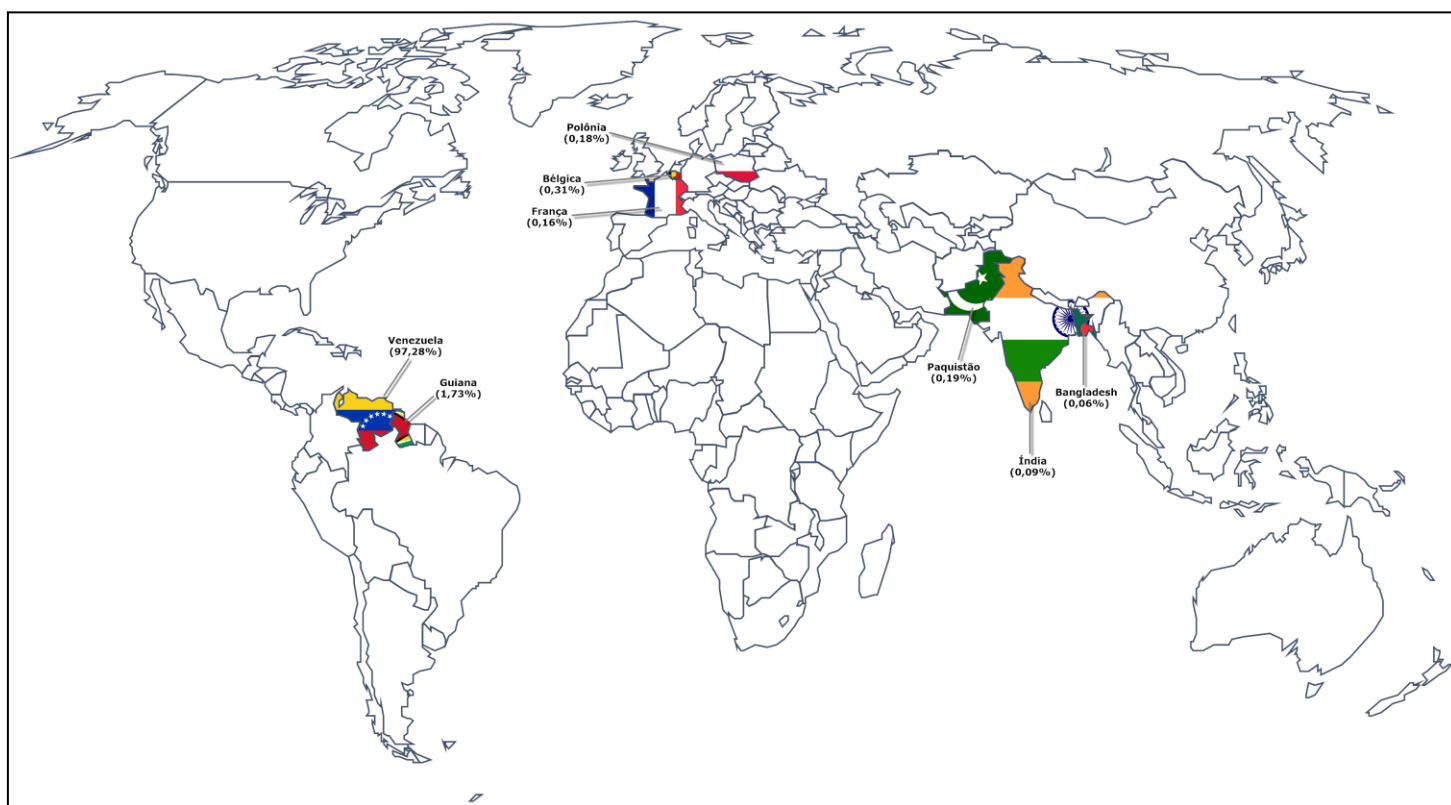 Polônia
(0,18%)
Bélgica
(0,31%)
França
(0,16%)
Venezuela
(97,28%)
Guiana
(1,73%)
Paquistão
(0,19%)
Bangladesh
(0,06%)
Índia
(0,09%)